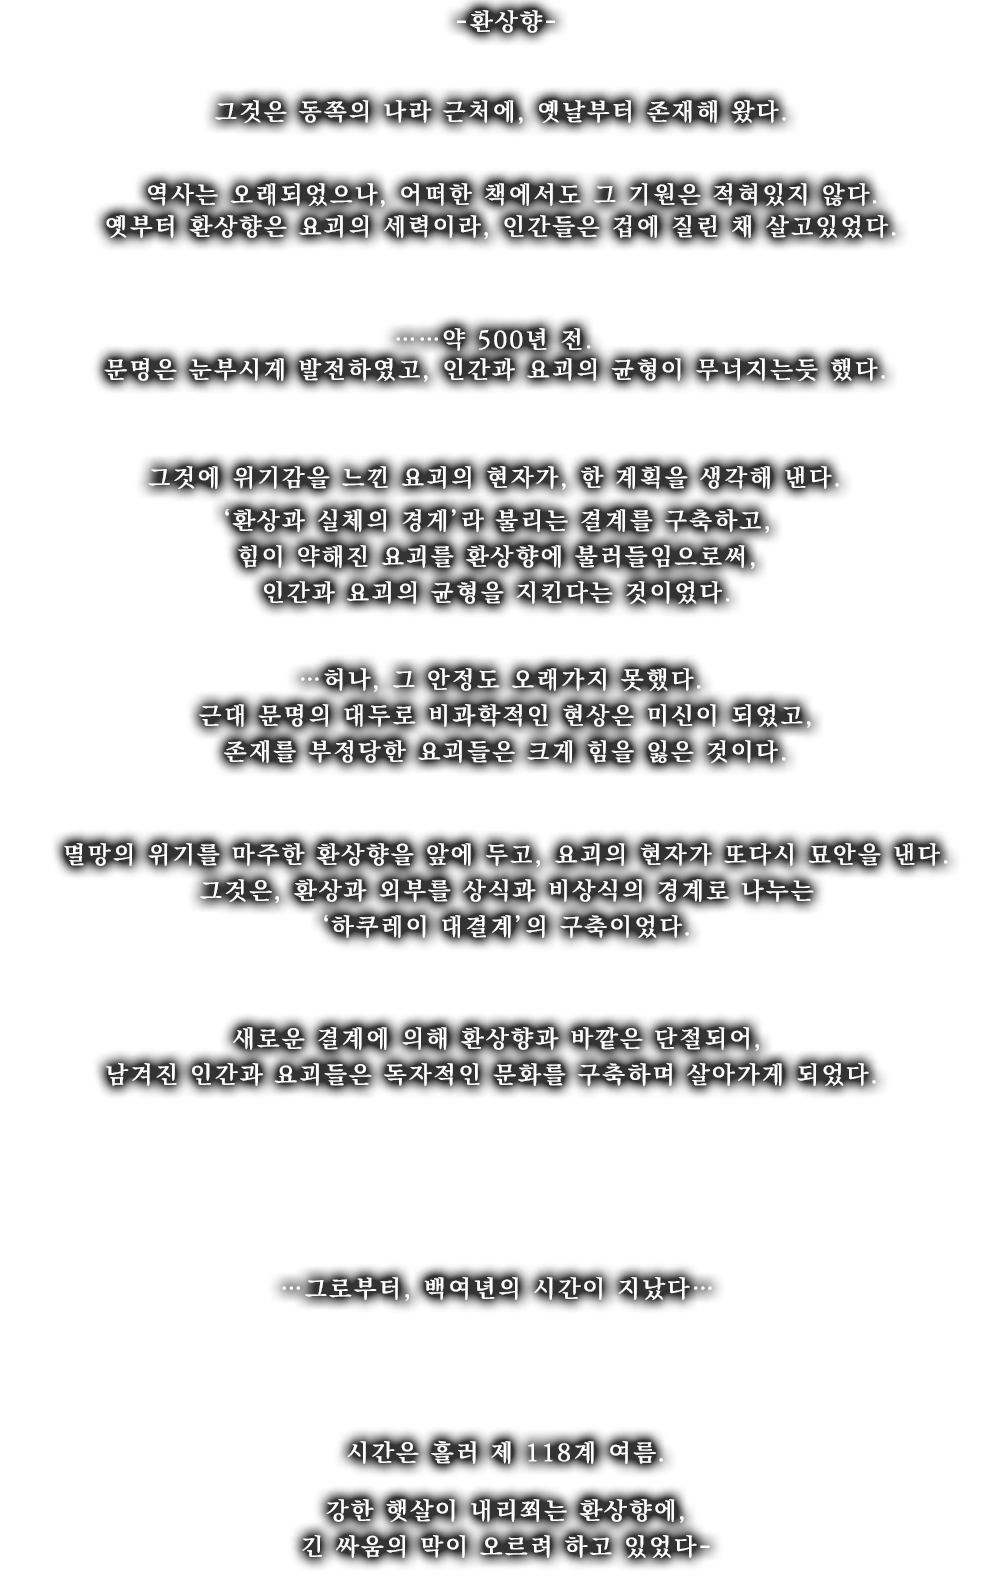 -환상향-
그것은 동쪽의 나라 근처에, 옛날부터 존재해 왔다.
역사는 오래되었으나, 어떠한 책에서도 그 기원은 적혀있지 않다.
옛부터 환상향은 요괴의 세력이라, 인간들은 겁에 질린 채 살고있었다.
……약 500년 전.
문명은 눈부시게 발전하였고, 인간과 요괴의 균형이 무너지는듯 했다.
그것에 위기감을 느낀 요괴의 현자가, 한 계획을 생각해 낸다.
‘환상과 실체의 경게’라 불리는 결계를 구축하고,
힘이 약해진 요괴를 환상향에 불러들임으로써,
인간과 요괴의 균형을 지킨다는 것이었다.
…허나, 그 안정도 오래가지 못했다.
근대 문명의 대두로 비과학적인 현상은 미신이 되었고,
존재를 부정당한 요괴들은 크게 힘을 잃은 것이다.
멸망의 위기를 마주한 환상향을 앞에 두고, 요괴의 현자가 또다시 묘안을 낸다.
그것은, 환상과 외부를 상식과 비상식의 경계로 나누는
‘하쿠레이 대결계’의 구축이었다.
새로운 결계에 의해 환상향과 바깥은 단절되어,
남겨진 인간과 요괴들은 독자적인 문화를 구축하며 살아가게 되었다.
…그로부터, 백여년의 시간이 지났다…
시간은 흘러 제 118계 여름.
강한 햇살이 내리쬐는 환상향에,
긴 싸움의 막이 오르려 하고 있었다-